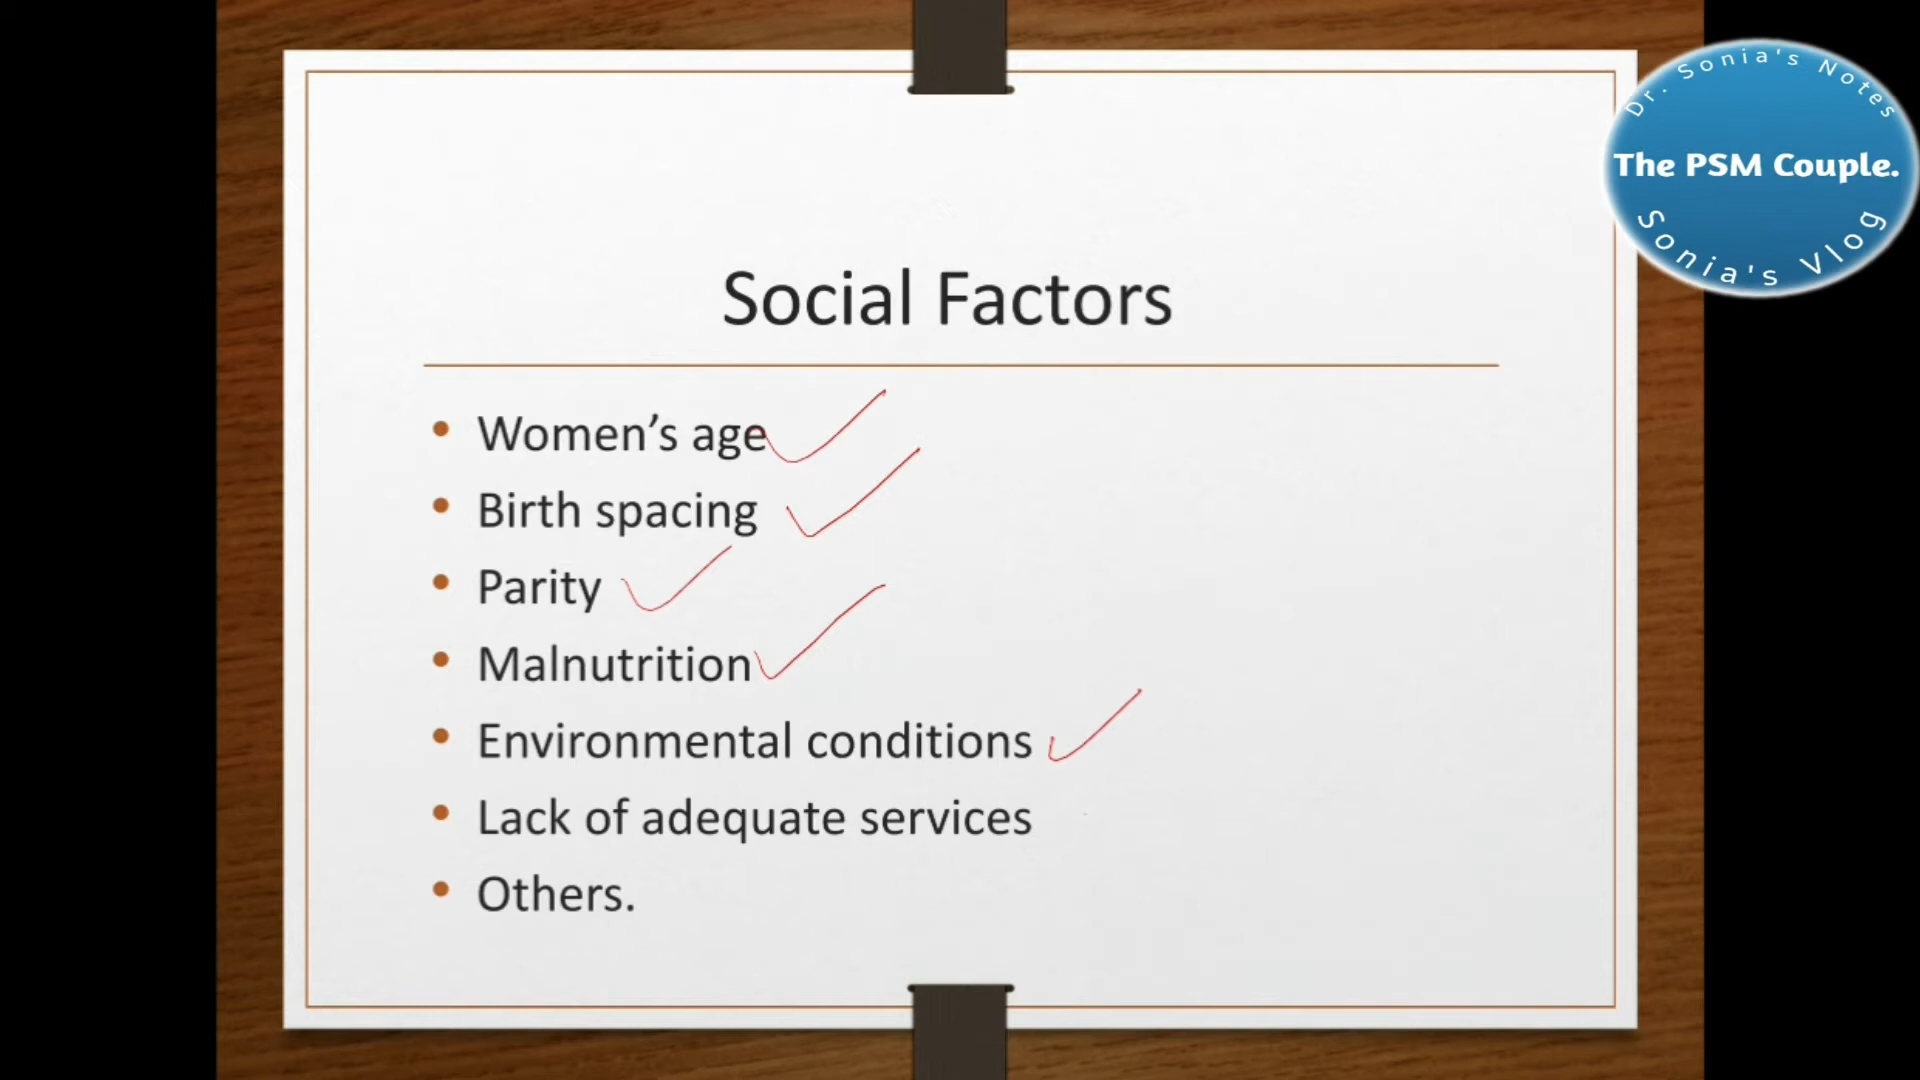 Dr. Sonia's Notes
The PSM Couple.
Sonia's Vlog
Social Factors
• Women's age
• Birth spacing
• Parity
• Malnutrition
• Environmental conditions
• Lack of adequate services
• Others.